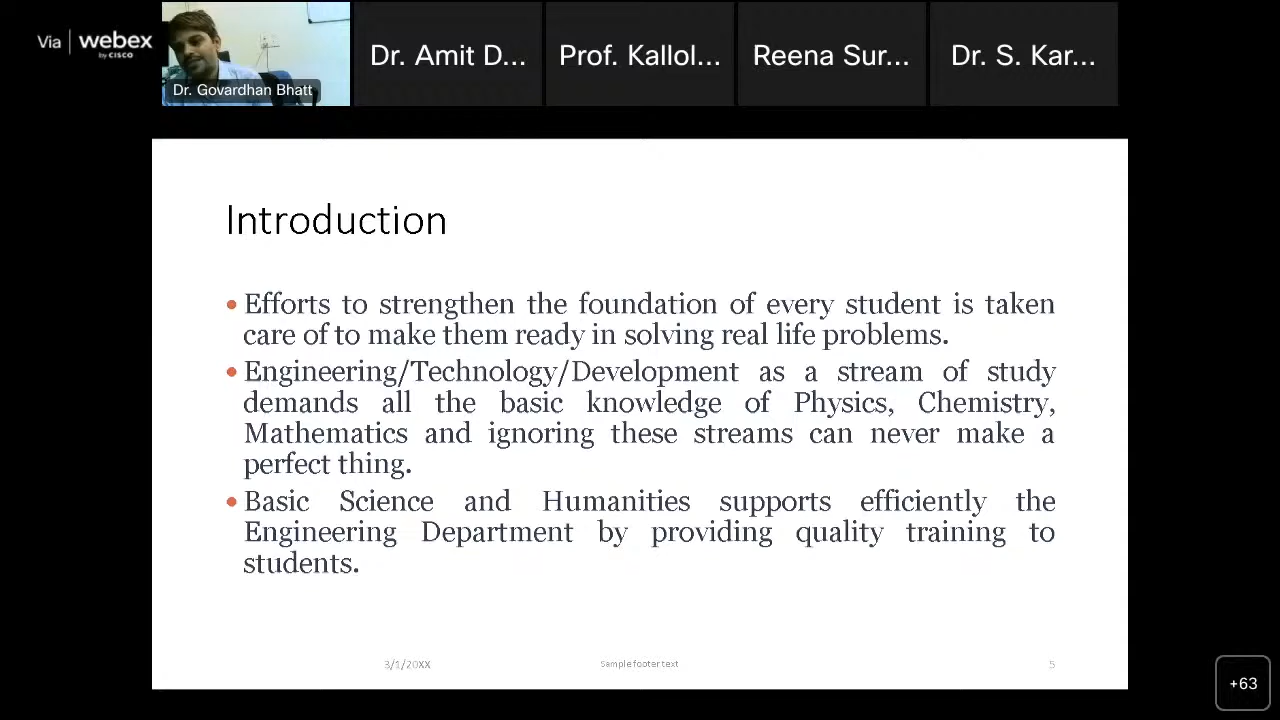 Via | webex
by CISCO
Dr. Govardhan Bhatt
Dr. Amit D...
Prof. Kallol...
Reena Sur...
Dr. S. Kar...
Introduction
• Efforts to strengthen the foundation of every student is taken
care of to make them ready in solving real life problems.
• Engineering/Technology/Development as a stream of study
demands all the basic knowledge of Physics, Chemistry,
Mathematics and ignoring these streams can never make a
perfect thing.
• Basic Science and Humanities supports efficiently the
Engineering Department by providing quality training to
students.
3/1/20XX
Sample footer text
5
+63